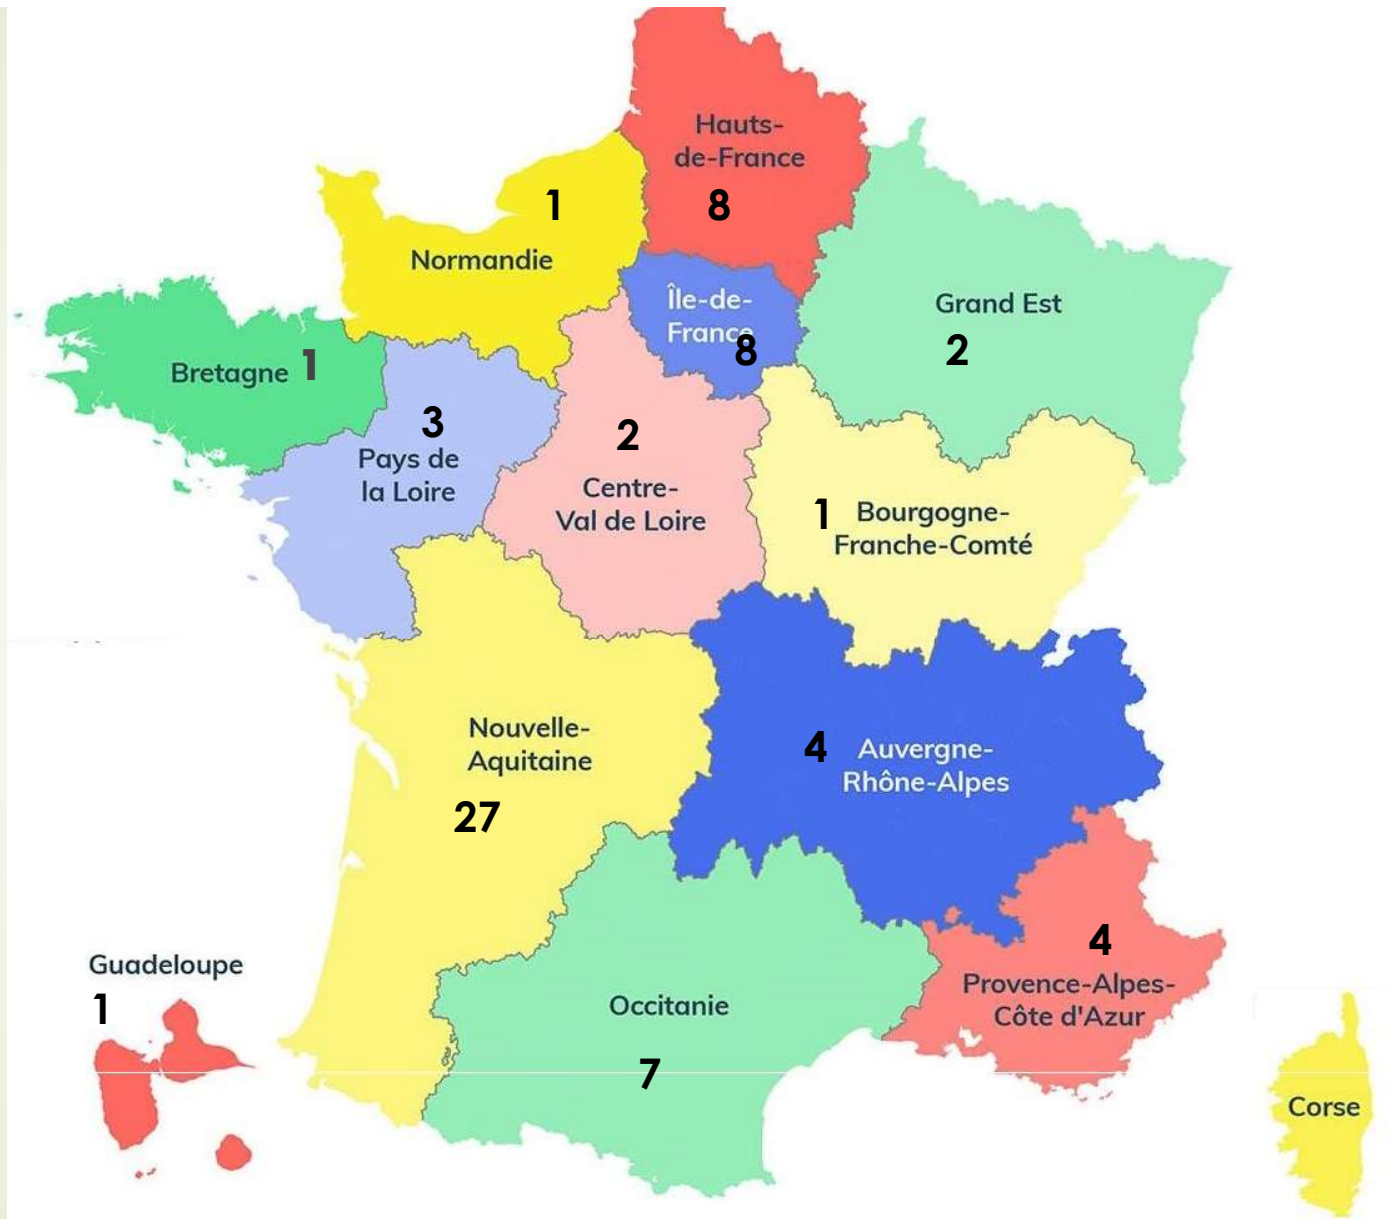 Hauts-
de-France
8
1
Normandie
Île-de-
France
8
Grand Est
2
Bretagne 1
3
Pays de
la Loire
2
Centre-
Val de Loire
1 Bourgogne-
Franche-Comté
Nouvelle-
Aquitaine
27
4 Auvergne-
Rhône-Alpes
4
Provence-Alpes-
Côte d'Azur
Guadeloupe
1
Occitanie
7
Corse